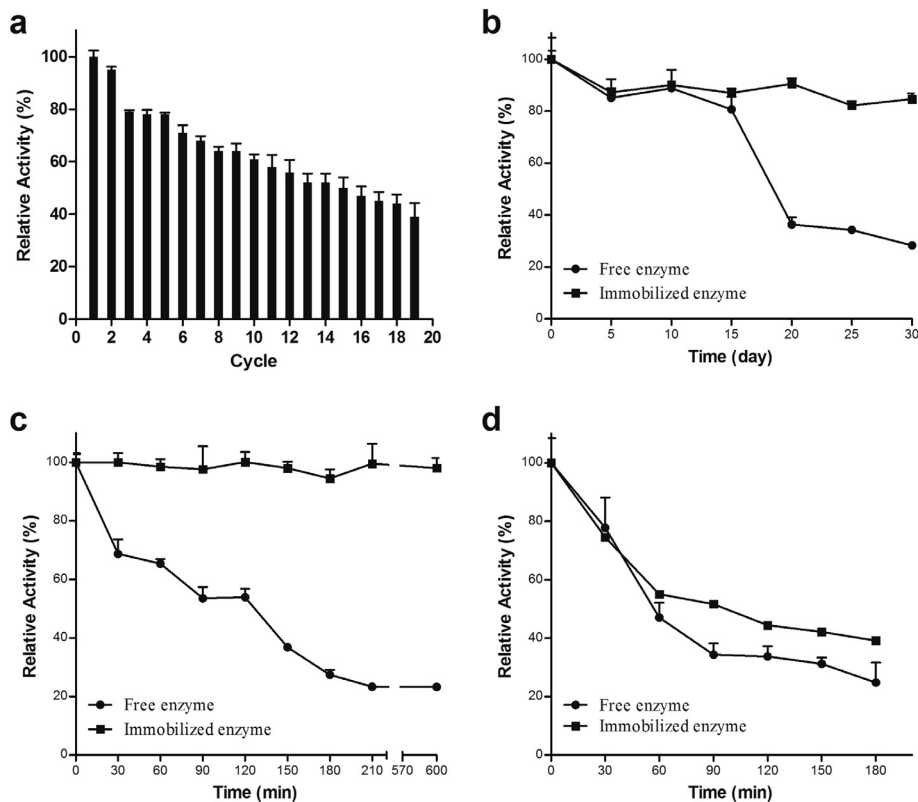 a
Relative Activity (%)
100
80
60
40
20
0
0 2 4 6 8 10 12 14 16 18 20
Cycle
b
Relative Activity (%)
100
80
60
40
20
0
Free enzyme
Immobilized enzyme
0 5 10 15 20 25 30
Time (day)
c
Relative Activity (%)
100
80
60
40
20
0
Free enzyme
Immobilized enzyme
0 30 60 90 120 150 180 210 570 600
Time (min)
d
Relative Activity (%)
100
80
60
40
20
0
Free enzyme
Immobilized enzyme
0 30 60 90 120 150 180
Time (min)